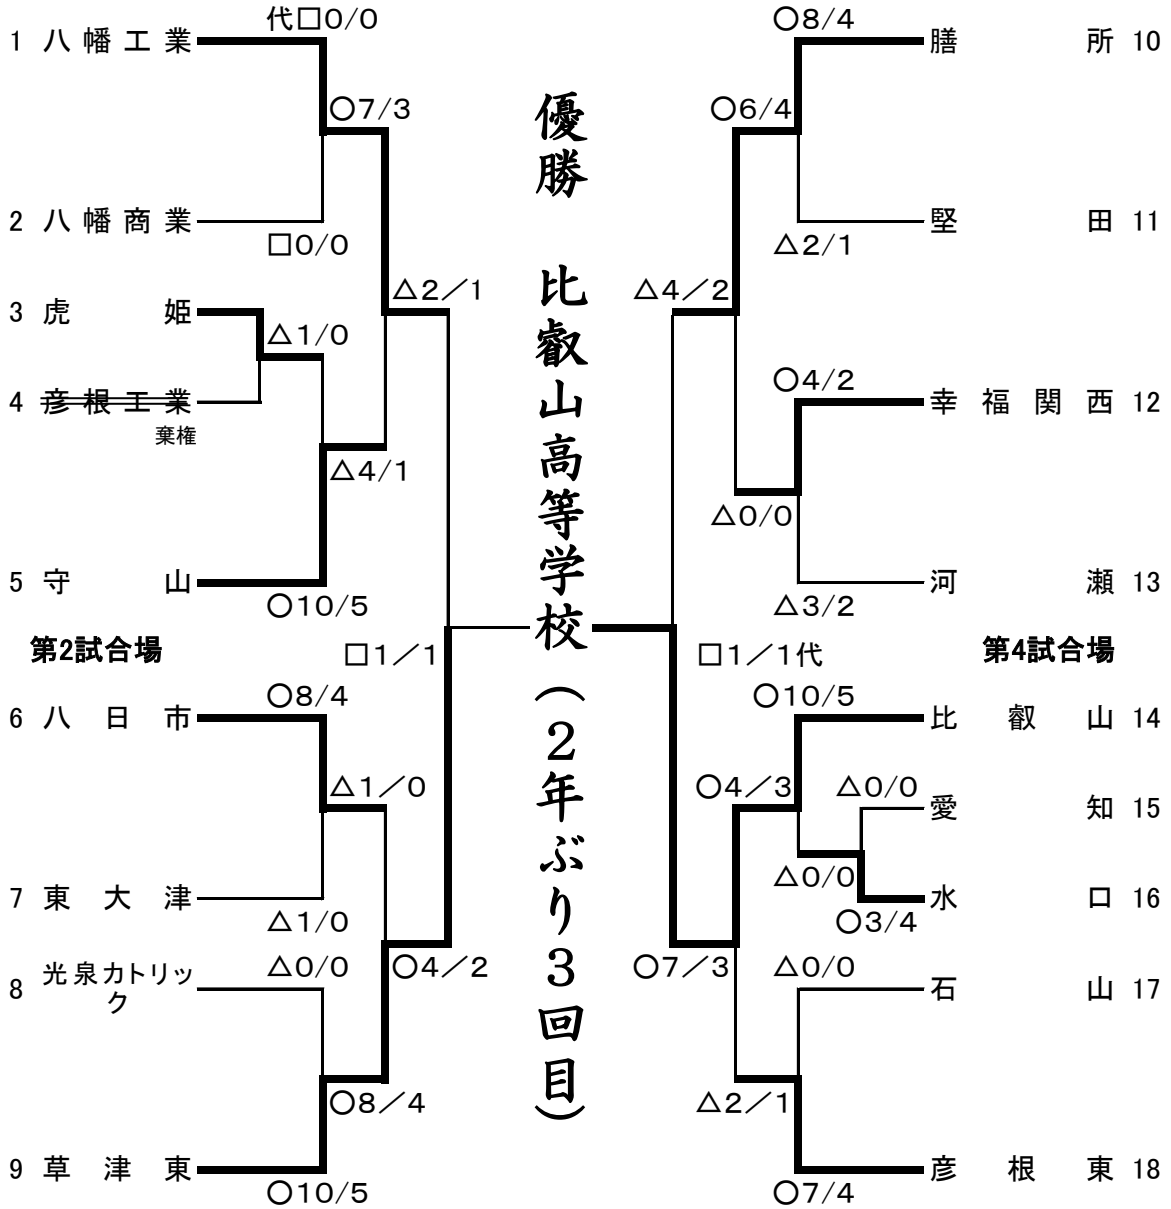 代□0/0
1 八幡工業
○7/3
2 八幡商業
□0/0
△2/1
3 虎姫
△1/0
4 彦根工業
棄権
△4/1
5 守山
○10/5
第2試合場
□1/1
○8/4
6 八日市
△1/0
7 東大津
△1/0
△0/0
8 光泉カトリック
○4/2
○8/4
9 草津東
○10/5
優勝 比叡山高等学校(2年ぶり3回目)
○8/4
膳所 10
○6/4
堅田 11
△2/1
△4/2
○4/2
幸福関西 12
△0/0
河瀬 13
△3/2
第4試合場
□1/1代
○10/5
比叡山 14
○4/3
△0/0
愛知 15
△0/0
水口 16
○3/4
○7/3
△0/0
石山 17
△2/1
彦根東 18
○7/4